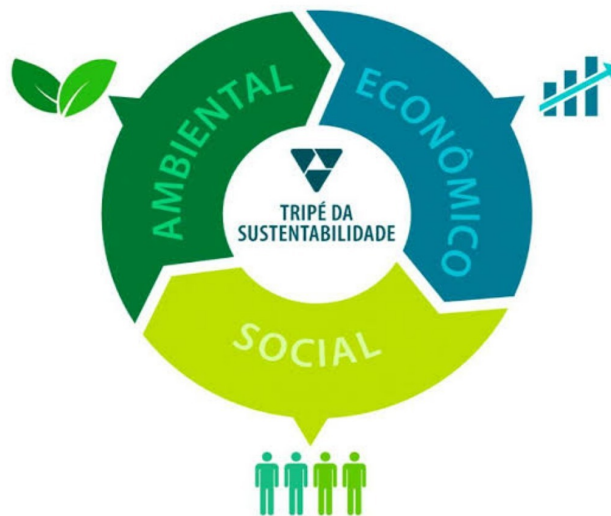 AMBIENTAL
ECONÔMICO
TRIPÉ DA
SUSTENTABILIDADE
SOCIAL